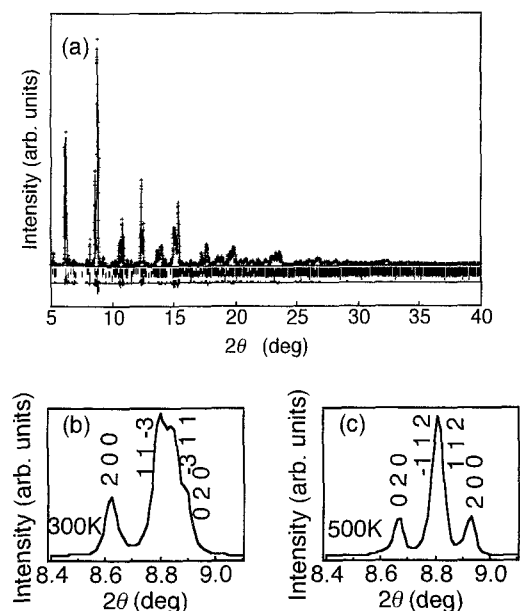 (a)
Intensity (arb. units)
5 10 15 20 25 30 35 40
2θ (deg)
(b)
Intensity (arb. units)
300K
2 0 0
1 1 -3
-3 1 1
0 2 0
8.4 8.6 8.8 9.0
2θ (deg)
(c)
Intensity (arb. units)
500K
0 2 0
-1 1 2
1 1 2
2 0 0
8.4 8.6 8.8 9.0
2θ (deg)